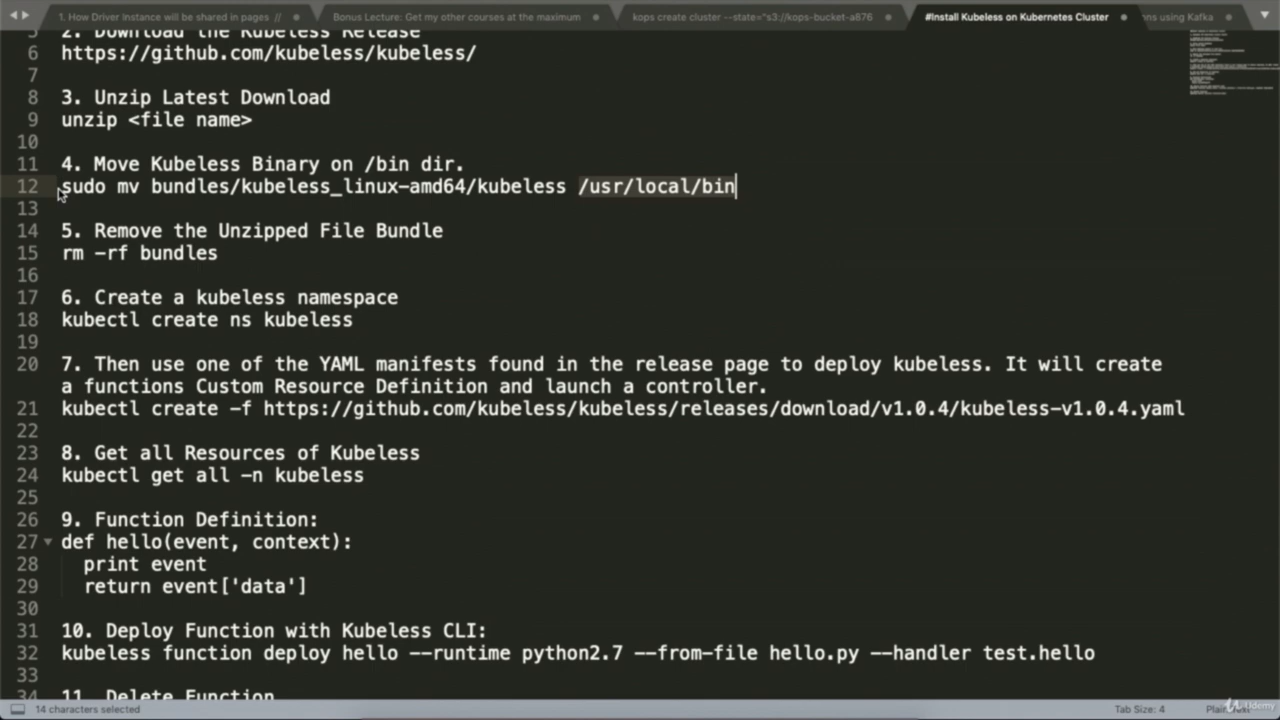 1. How Driver Instance will be shared in pages //
Bonus Lecture: Get my other courses at the maximum
kops create cluster --state="s3://kops-bucket-a876
#Install Kubeless on Kubernetes Cluster
ns using Kafka
5 2. Download the Kubeless Release
6 https://github.com/kubeless/kubeless/
7
8 3. Unzip Latest Download
9 unzip <file name>
10
11 4. Move Kubeless Binary on /bin dir.
12 sudo mv bundles/kubeless_linux-amd64/kubeless /usr/local/bin
13
14 5. Remove the Unzipped File Bundle
15 rm -rf bundles
16
17 6. Create a kubeless namespace
18 kubectl create ns kubeless
19
20 7. Then use one of the YAML manifests found in the release page to deploy kubeless. It will create
a functions Custom Resource Definition and launch a controller.
21 kubectl create -f https://github.com/kubeless/kubeless/releases/download/v1.0.4/kubeless-v1.0.4.yaml
22
23 8. Get all Resources of Kubeless
24 kubectl get all -n kubeless
25
26 9. Function Definition:
27 def hello(event, context):
28 print event
29 return event['data']
30
31 10. Deploy Function with Kubeless CLI:
32 kubeless function deploy hello --runtime python2.7 --from-file hello.py --handler test.hello
33
34 11. Delete Function
14 characters selected
Tab Size: 4
Plain Text
Udemy